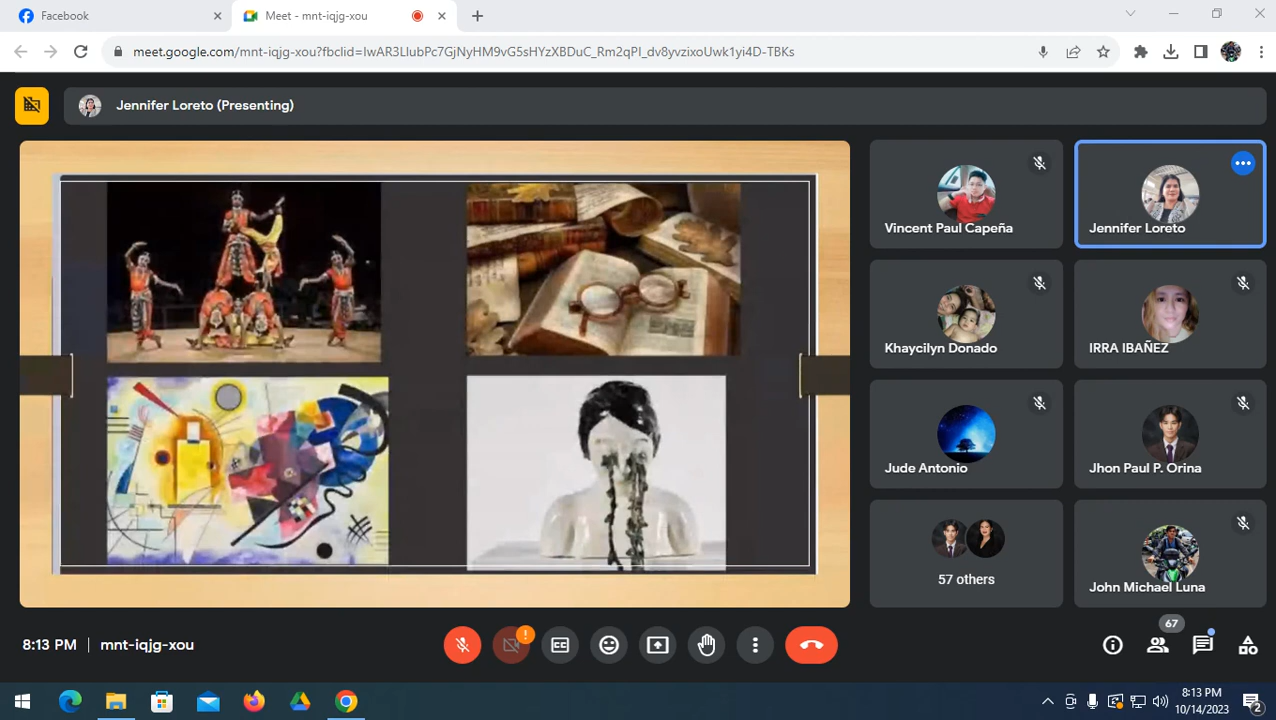 Facebook
Meet - mnt-iqjg-xou
meet.google.com/mnt-iqjg-xou?fbclid=IwAR3LIubPc7GjNyHM9vG5sHYzXBDuC_Rm2qPI_dv8yvzixoUwk1yi4D-TBKs
Jennifer Loreto (Presenting)
Vincent Paul Capeña
Jennifer Loreto
Khaycilyn Donado
IRRA IBAÑEZ
Jude Antonio
Jhon Paul P. Orina
57 others
John Michael Luna
8:13 PM
mnt-iqjg-xou
67
8:13 PM
10/14/2023
2